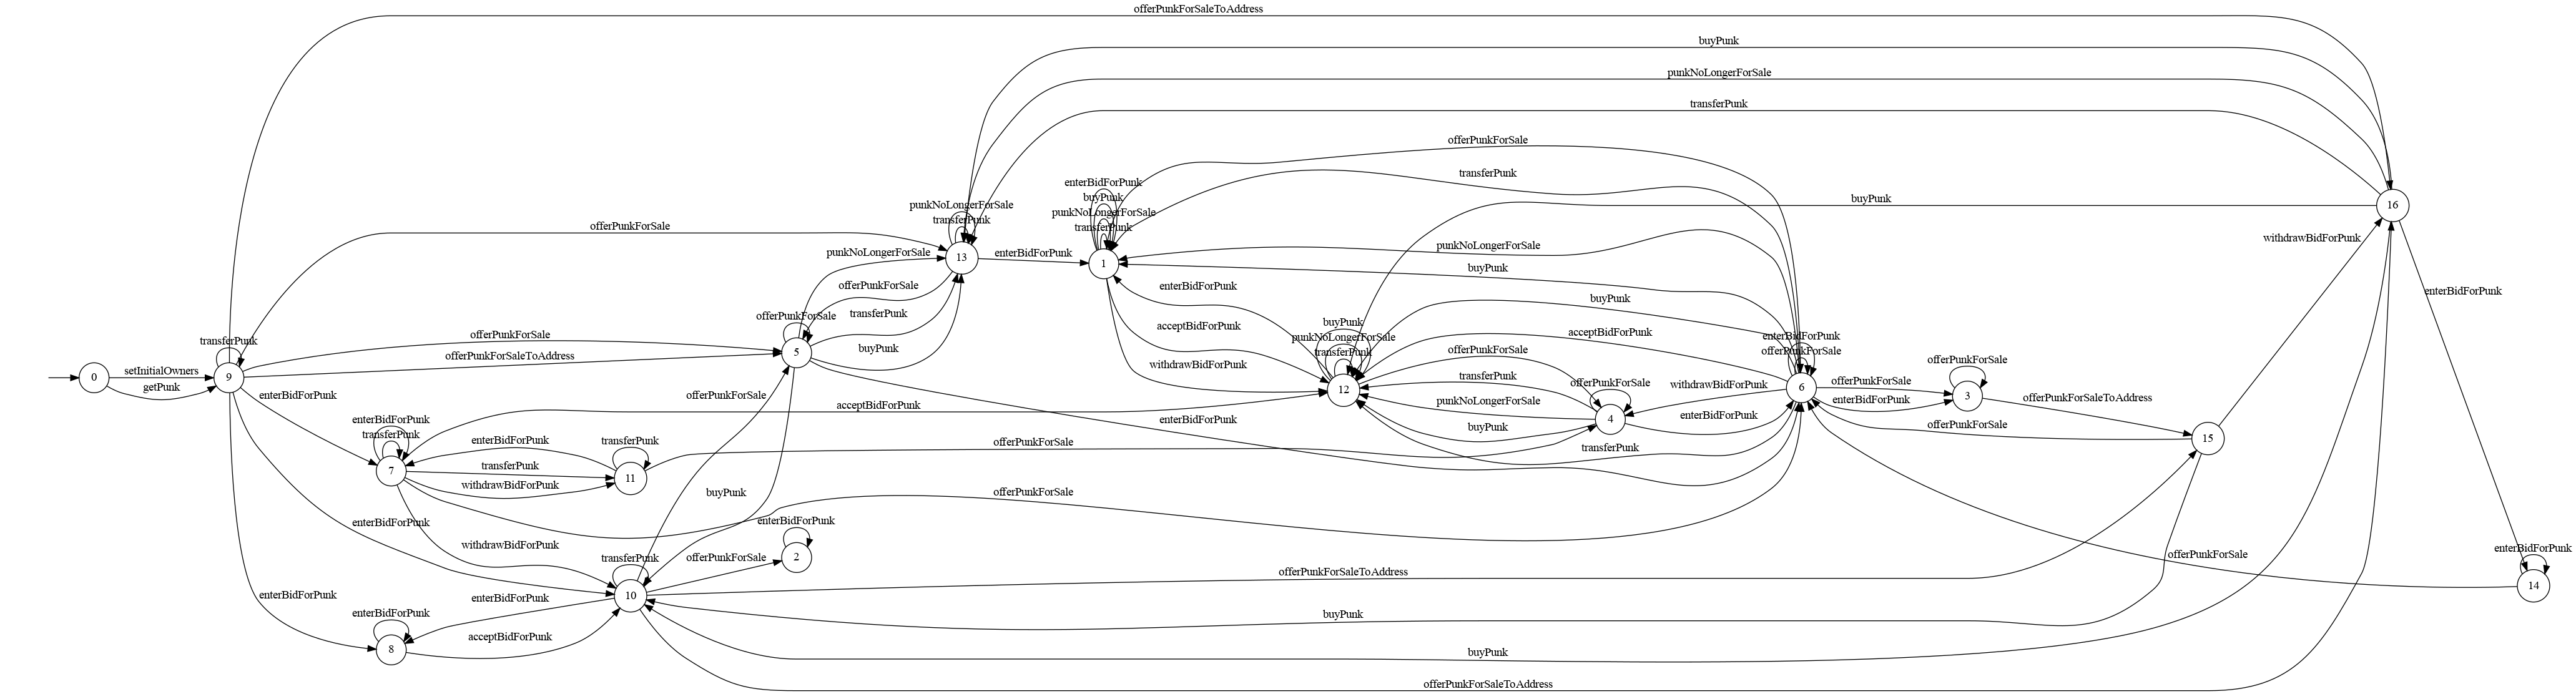 offerPunkForSaleToAddress
buyPunk
punkNoLongerForSale
transferPunk
offerPunkForSale
transferPunk
enterBidForPunk
buyPunk
punkNoLongerForSale
transferPunk
buyPunk
16
punkNoLongerForSale
transferPunk
offerPunkForSale
withdrawBidForPunk
punkNoLongerForSale
13
enterBidForPunk
1
punkNoLongerForSale
buyPunk
offerPunkForSale
enterBidForPunk
enterBidForPunk
buyPunk
transferPunk
offerPunkForSale
acceptBidForPunk
buyPunk
punkNoLongerForSale
transferPunk
acceptBidForPunk
enterBidForPunk
offerPunkForSale
transferPunk
offerPunkForSale
offerPunkForSaleToAddress
5
buyPunk
withdrawBidForPunk
offerPunkForSale
0
setInitialOwners
getPunk
9
12
transferPunk
punkNoLongerForSale
buyPunk
offerPunkForSale
4
withdrawBidForPunk
enterBidForPunk
6
offerPunkForSale
enterBidForPunk
offerPunkForSale
3
offerPunkForSaleToAddress
enterBidForPunk
offerPunkForSale
acceptBidForPunk
enterBidForPunk
offerPunkForSale
15
enterBidForPunk
transferPunk
7
enterBidForPunk
transferPunk
withdrawBidForPunk
transferPunk
11
offerPunkForSale
transferPunk
buyPunk
offerPunkForSale
enterBidForPunk
withdrawBidForPunk
enterBidForPunk
2
offerPunkForSale
transferPunk
10
offerPunkForSaleToAddress
offerPunkForSale
enterBidForPunk
14
enterBidForPunk
enterBidForPunk
enterBidForPunk
8
acceptBidForPunk
buyPunk
buyPunk
offerPunkForSaleToAddress